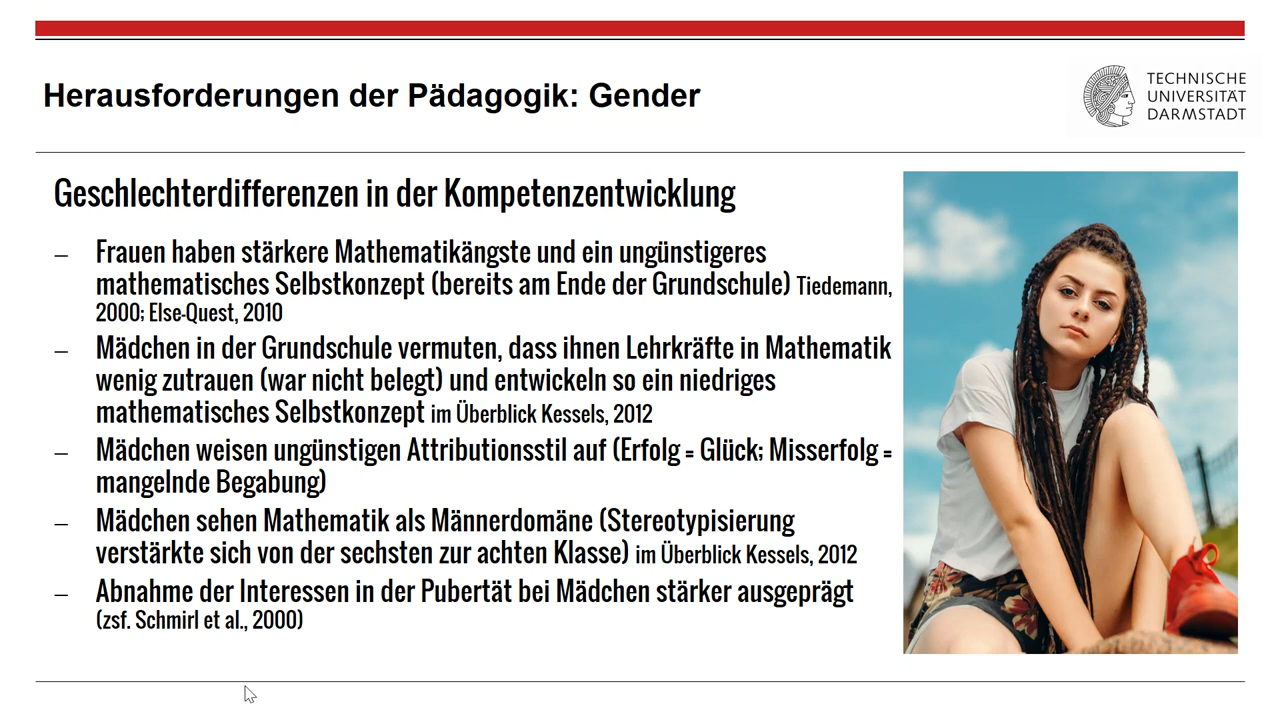 Herausforderungen der Pädagogik: Gender
TECHNISCHE
UNIVERSITÄT
DARMSTADT
Geschlechterdifferenzen in der Kompetenzentwicklung
– Frauen haben stärkere Mathematikängste und ein ungünstigeres
mathematisches Selbstkonzept (bereits am Ende der Grundschule) Tiedemann,
2000; Else-Quest, 2010
– Mädchen in der Grundschule vermuten, dass ihnen Lehrkräfte in Mathematik
wenig zutrauen (war nicht belegt) und entwickeln so ein niedriges
mathematisches Selbstkonzept im Überblick Kessels, 2012
– Mädchen weisen ungünstigen Attributionsstil auf (Erfolg = Glück; Misserfolg =
mangelnde Begabung)
– Mädchen sehen Mathematik als Männerdomäne (Stereotypisierung
verstärkte sich von der sechsten zur achten Klasse) im Überblick Kessels, 2012
– Abnahme der Interessen in der Pubertät bei Mädchen stärker ausgeprägt
(zsf. Schmirl et al., 2000)